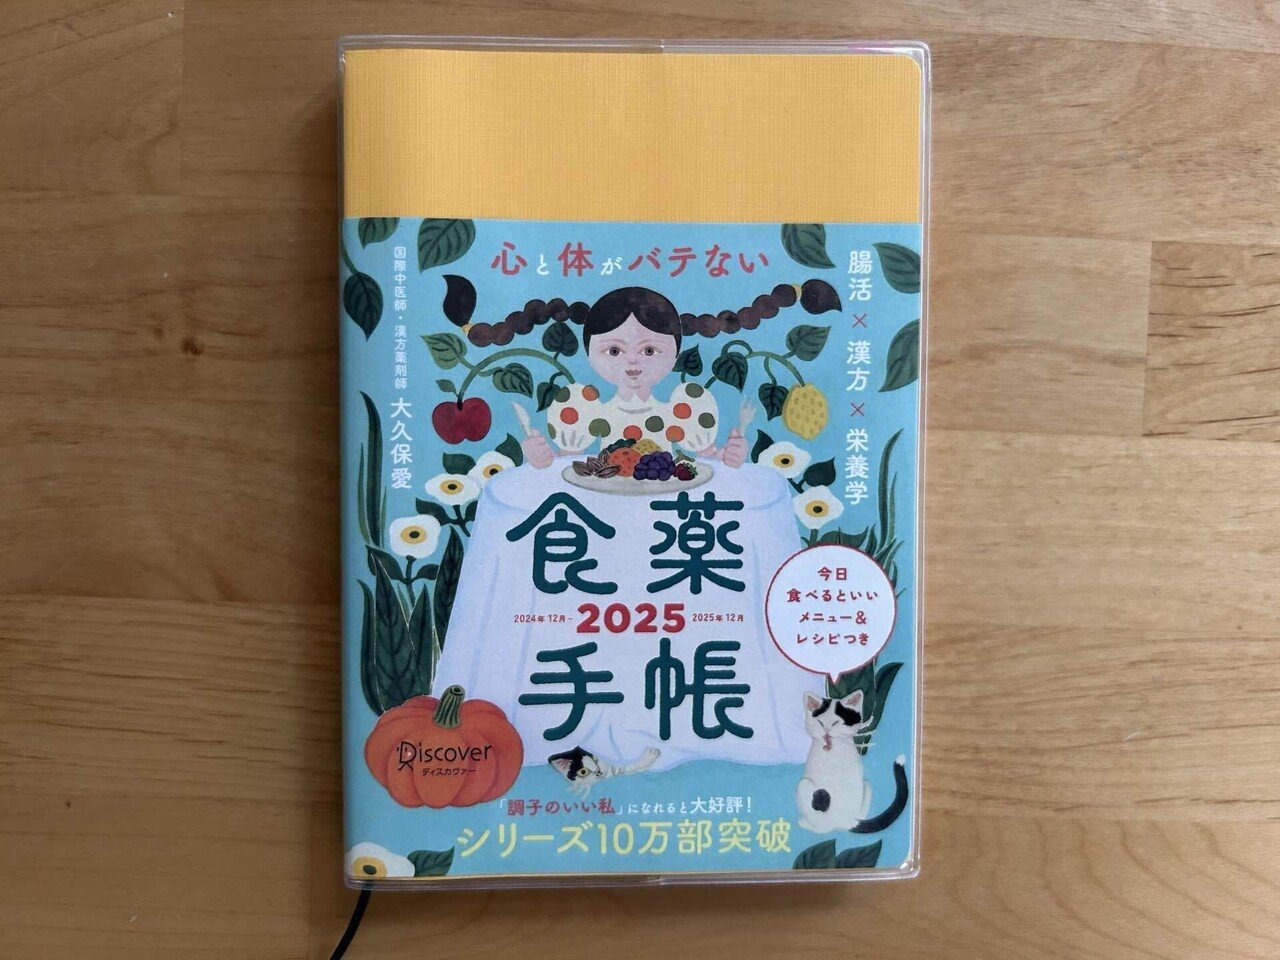 心と体がバテない
腸活×漢方×栄養学
国際中医師・漢方薬剤師 大久保愛
食薬
2024年12月～2025 2025年12月
手帳
今日
食べるといい
メニュー&
レシピつき
Discover
ディスカヴァー
「調子のいい私」になれると大好評!
シリーズ10万部突破